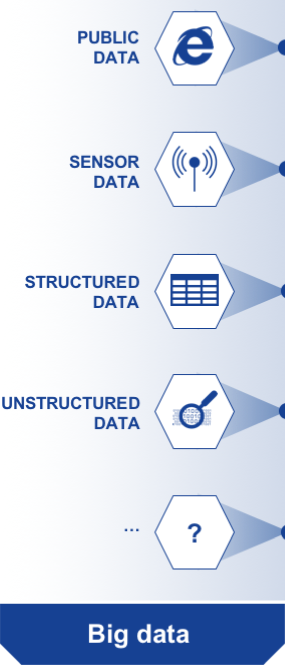 PUBLIC
DATA
SENSOR
DATA
STRUCTURED
DATA
UNSTRUCTURED
DATA
...
?
Big data